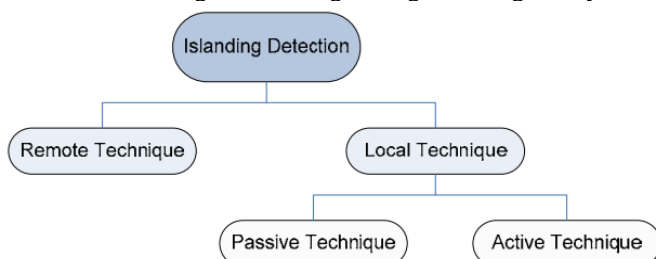 Islanding Detection
Remote Technique
Local Technique
Passive Technique
Active Technique